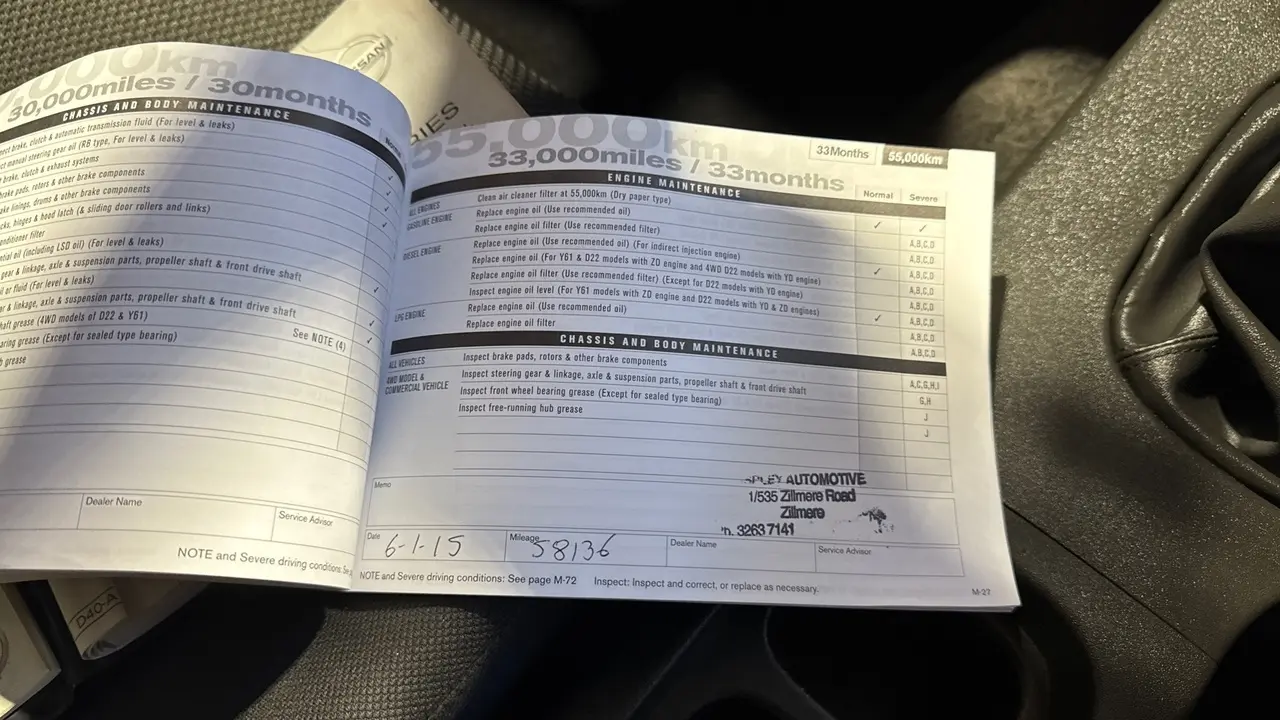 NISSAN
000km
30,000miles / 30months
CHASSIS AND BODY MAINTENANCE
brake, clutch & automatic transmission fluid (For level & leaks)
manual steering gear oil (RB type, For level & leaks)
brake, clutch & exhaust systems
brake pads, rotors & other brake components
linings, drums & other brake components
hinges & hood latch (& sliding door rollers and links)
filter
oil (including LSD oil) (For level & leaks)
gear & linkage, axle & suspension parts, propeller shaft & front drive shaft
oil or fluid (For level & leaks)
& linkage, axle & suspension parts, propeller shaft & front drive shaft
grease (4WD models of D22 & Y61)
grease (Except for sealed type bearing) See NOTE (4)
grease
Dealer Name
Service Advisor
NOTE and Severe driving conditions:
D40-A
55,000km
33,000miles / 33months
33Months 55,000km
ENGINE MAINTENANCE
Normal Severe
ALL ENGINES Clean air cleaner filter at 55,000km (Dry paper type)
GASOLINE ENGINE Replace engine oil (Use recommended oil)
Replace engine oil filter (Use recommended filter) ✓ ✓
DIESEL ENGINE Replace engine oil (Use recommended oil) (For indirect injection engine) A,B,C,D
Replace engine oil (For Y61 & D22 models with ZD engine and 4WD D22 models with YD engine) A,B,C,D
Replace engine oil filter (Use recommended filter) (Except for D22 models with YD engine) ✓ A,B,C,D
Inspect engine oil level (For Y61 models with ZD engine and D22 models with YD & ZD engines) A,B,C,D
LPG ENGINE Replace engine oil (Use recommended oil) ✓ A,B,C,D
Replace engine oil filter A,B,C,D
A,B,C,D
CHASSIS AND BODY MAINTENANCE
ALL VEHICLES Inspect brake pads, rotors & other brake components
4WD MODEL & COMMERCIAL VEHICLE Inspect steering gear & linkage, axle & suspension parts, propeller shaft & front drive shaft A,C,G,H,I
Inspect front wheel bearing grease (Except for sealed type bearing) G,H
Inspect free-running hub grease J
J
Memo
AUTOMOTIVE
1/535 Zillmere Road
Zillmere
3263 7141
Date 6-1-15 Mileage 58136 Dealer Name Service Advisor
NOTE and Severe driving conditions: See page M-72 Inspect: Inspect and correct, or replace as necessary.
M-27